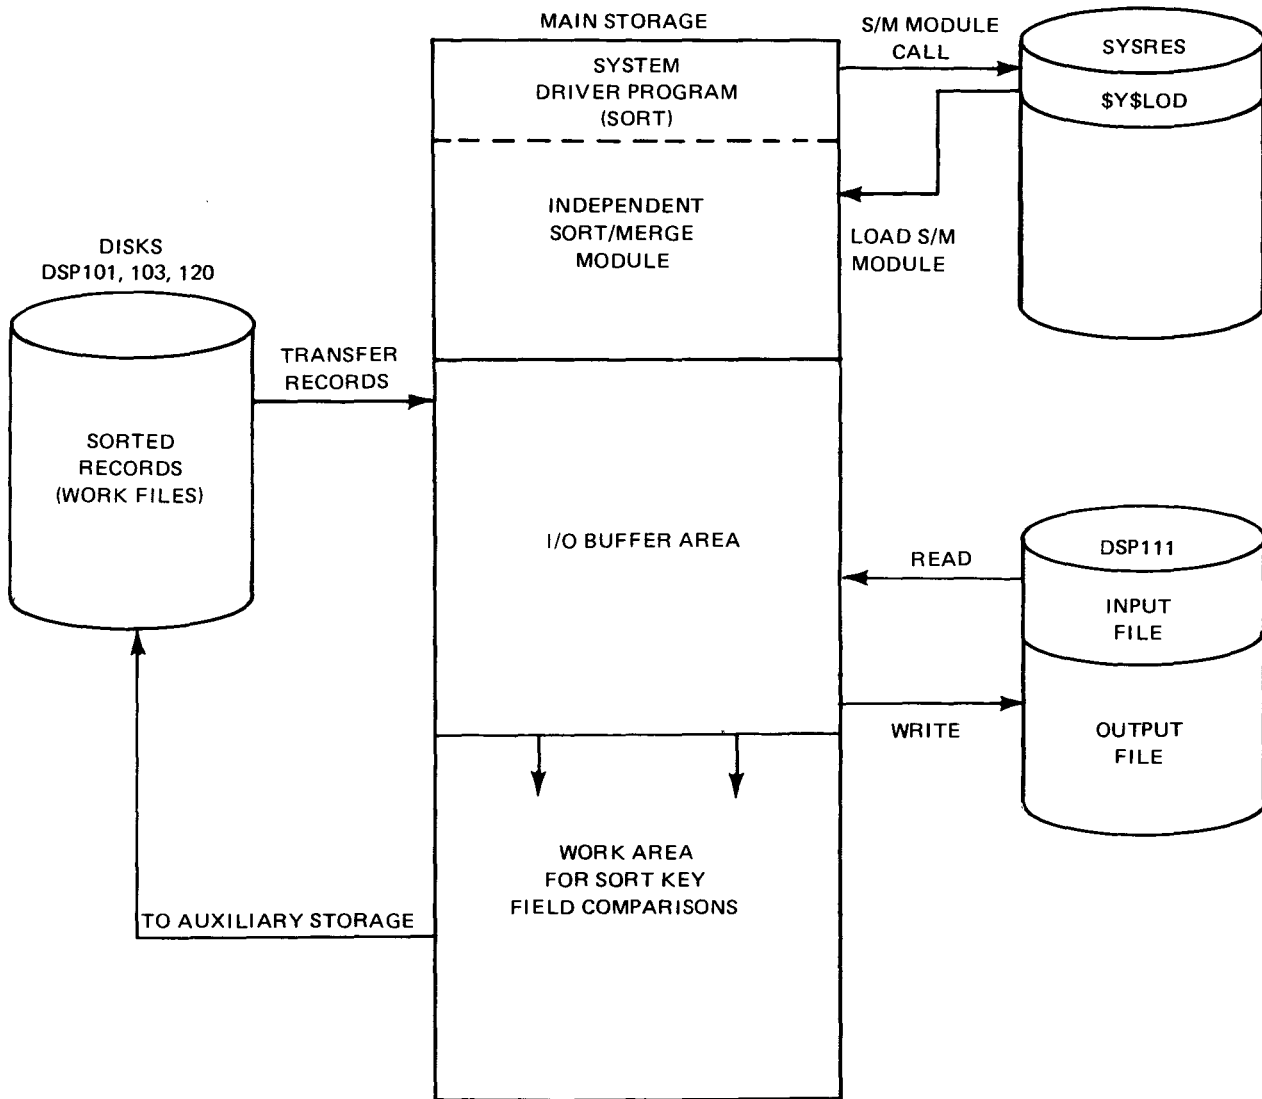 MAIN STORAGE
S/M MODULE
CALL
SYSRES
$Y$LOD
SYSTEM
DRIVER PROGRAM
(SORT)
INDEPENDENT
SORT/MERGE
MODULE
LOAD S/M
MODULE
DISKS
DSP101, 103, 120
TRANSFER
RECORDS
SORTED
RECORDS
(WORK FILES)
I/O BUFFER AREA
READ
DSP111
INPUT
FILE
WRITE
OUTPUT
FILE
WORK AREA
FOR SORT KEY
FIELD COMPARISONS
TO AUXILIARY STORAGE